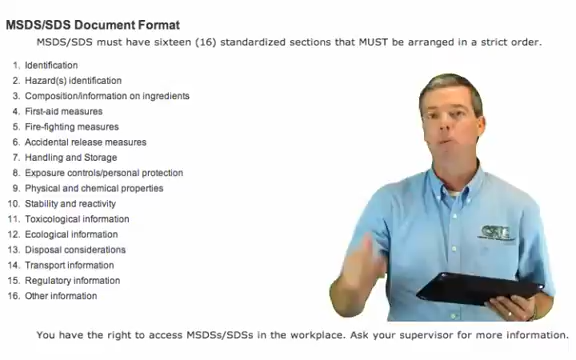 MSDS/SDS Document Format
MSDS/SDS must have sixteen (16) standardized sections that MUST be arranged in a strict order.
1. Identification
2. Hazard(s) identification
3. Composition/information on ingredients
4. First-aid measures
5. Fire-fighting measures
6. Accidental release measures
7. Handling and Storage
8. Exposure controls/personal protection
9. Physical and chemical properties
10. Stability and reactivity
11. Toxicological information
12. Ecological information
13. Disposal considerations
14. Transport information
15. Regulatory information
16. Other information
You have the right to access MSDSs/SDSs in the workplace. Ask your supervisor for more information.